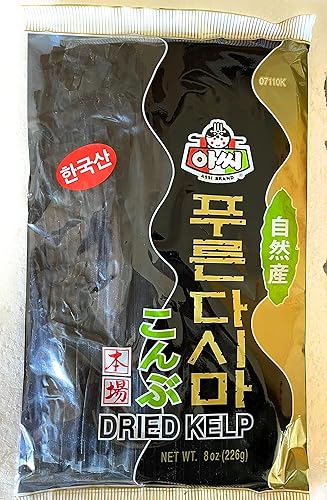 07110K
아씨
ASSI BRAND ®
한국산
自然産
푸른다시마
こんぶ
本場
DRIED KELP
NET WT. 8 oz (226g)